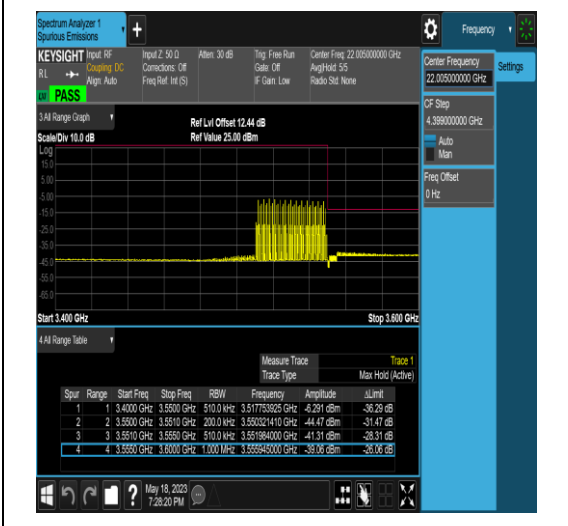 Spectrum Analyzer 1
Spurious Emissions
Frequency
KEYSIGHT Input: RF Input Z: 50 Ω Atten: 30 dB Trig: Free Run Center Freq: 22.005000000 GHz
RL Coupling: DC Corrections: Off Gate: Off Avg|Hold: 5/5
Align: Auto Freq Ref: Int (S) IF Gain: Low Radio Std: None
PASS
Center Frequency
22.005000000 GHz
Settings
CF Step
4.399000000 GHz
Auto
Man
Freq Offset
0 Hz
3 All Range Graph
Ref Lvl Offset 12.44 dB
Scale/Div 10.0 dB Ref Value 25.00 dBm
Log
15.0
5.00
-5.00
-15.0
-25.0
-35.0
-45.0
-55.0
-65.0
Start 3.400 GHz Stop 3.600 GHz
4 All Range Table
Measure Trace Trace 1
Trace Type Max Hold (Active)
Spur Range Start Freq Stop Freq RBW Frequency Amplitude ΔLimit
1 1 3.4000 GHz 3.5500 GHz 510.0 kHz 3.517753925 GHz -6.291 dBm -36.29 dB
2 2 3.5500 GHz 3.5510 GHz 200.0 kHz 3.550321410 GHz -44.47 dBm -31.47 dB
3 3 3.5510 GHz 3.5550 GHz 510.0 kHz 3.551984000 GHz -41.31 dBm -28.31 dB
4 4 3.5550 GHz 3.6000 GHz 1.000 MHz 3.555945000 GHz -39.06 dBm -26.06 dB
May 18, 2023
7:28:20 PM